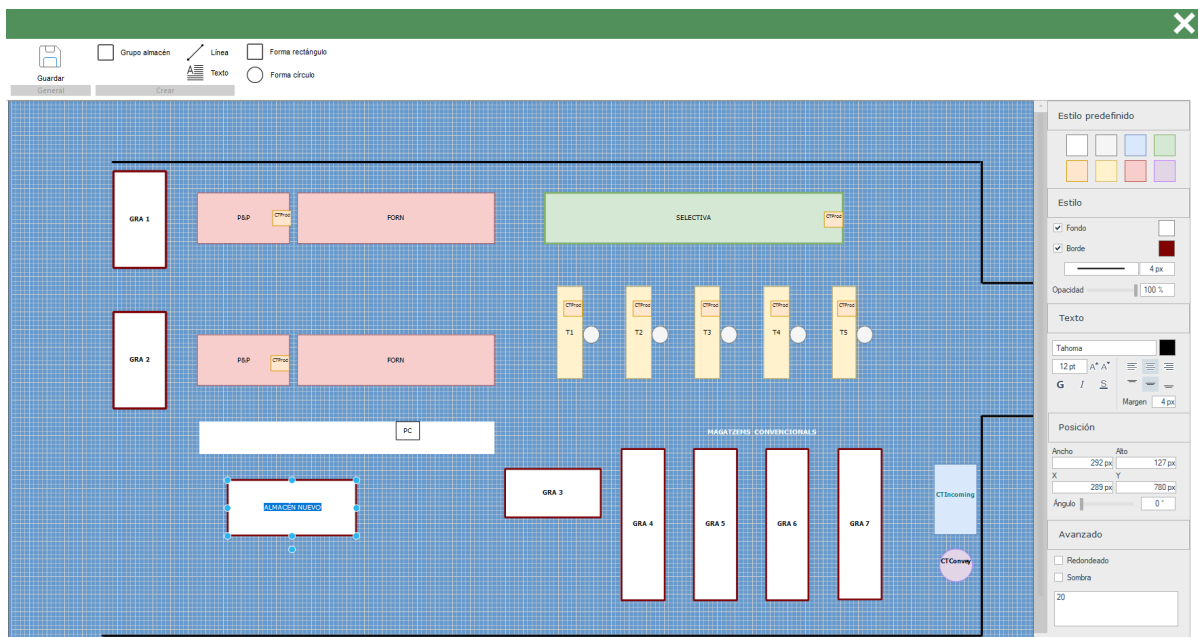 Guardar
General
Grupo almacén
Línea
Texto
Forma rectángulo
Forma círculo
Crear
GRA 1
P&P
CTProd
FORN
SELECTIVA
CTProd
CTProd
T1
CTProd
T2
CTProd
T3
CTProd
T4
CTProd
T5
GRA 2
P&P
CTProd
FORN
PC
MAGATZEMS CONVENCIONALS
ALMACÉN NUEVO
GRA 3
GRA 4
GRA 5
GRA 6
GRA 7
CTIncoming
CTConvey
Estilo predefinido
Estilo
Fondo
Borde
4 px
Opacidad
100 %
Texto
Tahoma
12 pt
A˄ A˅
G I S
Margen
4 px
Posición
Ancho
Alto
292 px
127 px
X
Y
289 px
780 px
Ángulo
0 °
Avanzado
Redondeado
Sombra
20